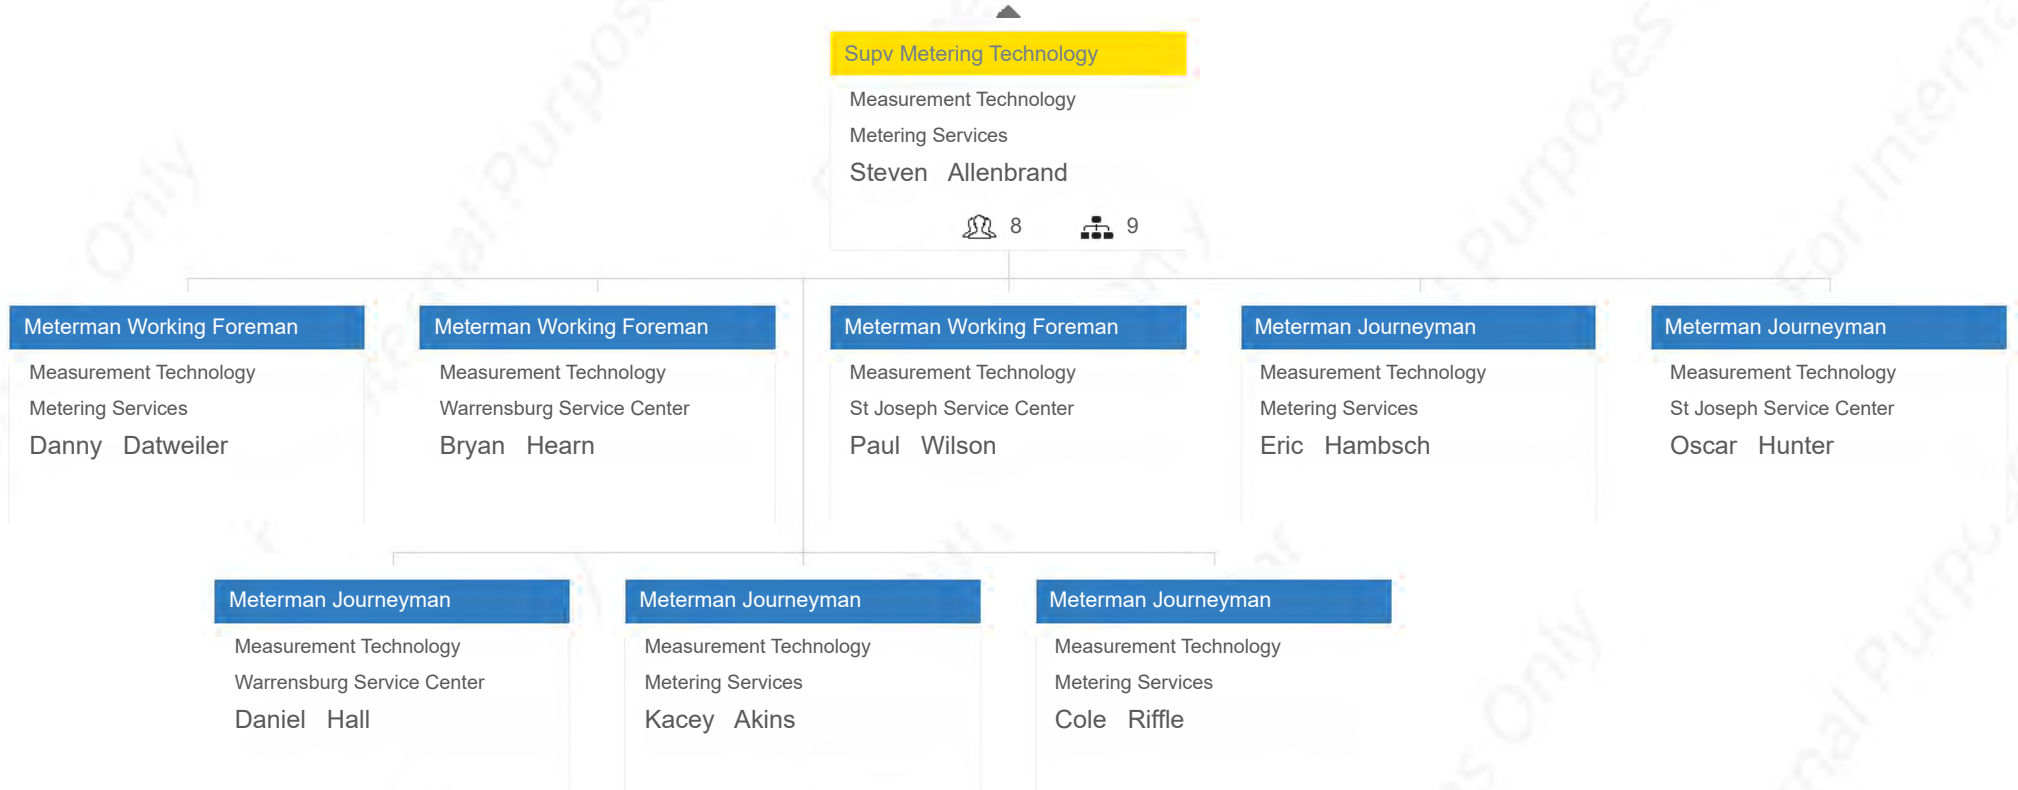 Supv Metering Technology
Measurement Technology
Metering Services
Steven Allenbrand
8 9
Meterman Working Foreman
Measurement Technology
Metering Services
Danny Datweiler
Meterman Working Foreman
Measurement Technology
Warrensburg Service Center
Bryan Hearn
Meterman Working Foreman
Measurement Technology
St Joseph Service Center
Paul Wilson
Meterman Journeyman
Measurement Technology
Metering Services
Eric Hambsch
Meterman Journeyman
Measurement Technology
St Joseph Service Center
Oscar Hunter
Meterman Journeyman
Measurement Technology
Warrensburg Service Center
Daniel Hall
Meterman Journeyman
Measurement Technology
Metering Services
Kacey Akins
Meterman Journeyman
Measurement Technology
Metering Services
Cole Riffle